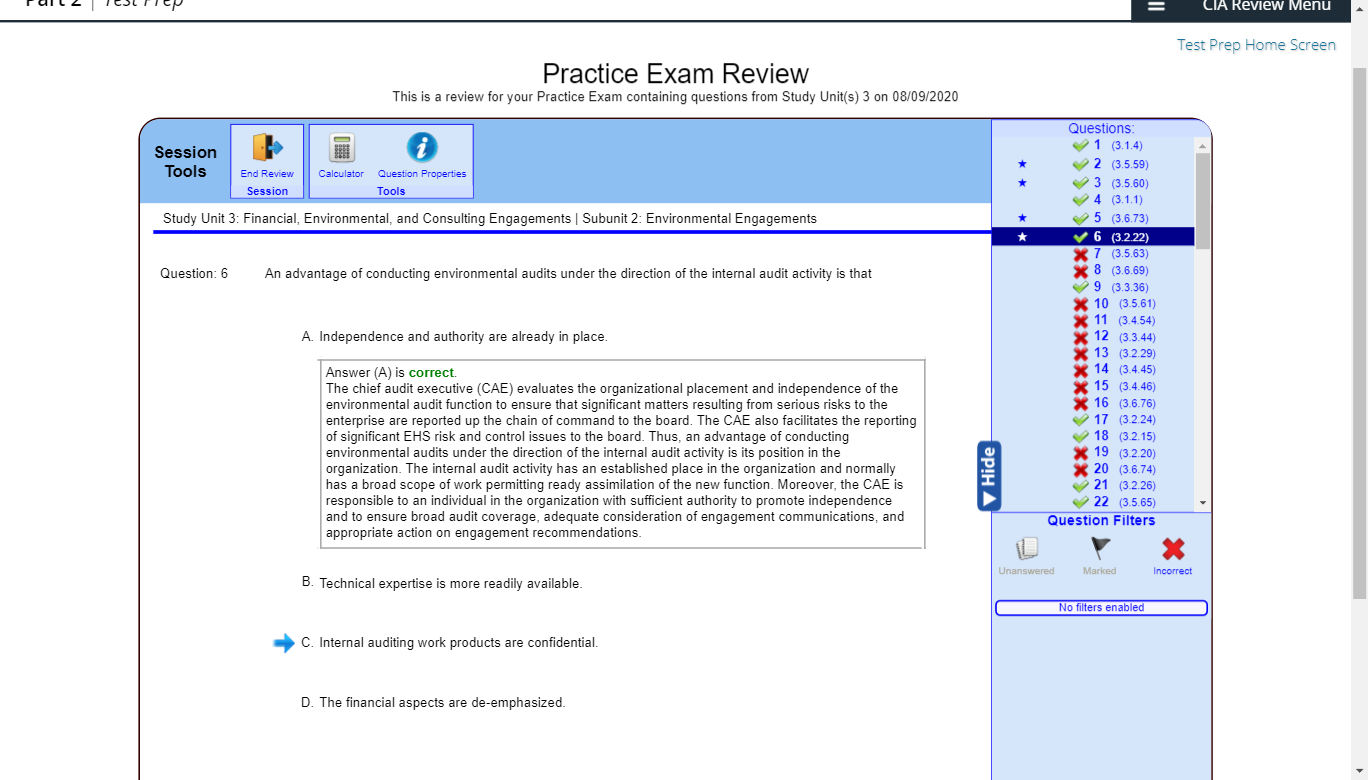 Part 2 | Test Prep
CIA Review Menu
Test Prep Home Screen
Practice Exam Review
This is a review for your Practice Exam containing questions from Study Unit(s) 3 on 08/09/2020
Session
Tools
End Review
Session
Calculator
Question Properties
Tools
Study Unit 3: Financial, Environmental, and Consulting Engagements | Subunit 2: Environmental Engagements
Question: 6
An advantage of conducting environmental audits under the direction of the internal audit activity is that
A. Independence and authority are already in place.
Answer (A) is correct.
The chief audit executive (CAE) evaluates the organizational placement and independence of the
environmental audit function to ensure that significant matters resulting from serious risks to the
enterprise are reported up the chain of command to the board. The CAE also facilitates the reporting
of significant EHS risk and control issues to the board. Thus, an advantage of conducting
environmental audits under the direction of the internal audit activity is its position in the
organization. The internal audit activity has an established place in the organization and normally
has a broad scope of work permitting ready assimilation of the new function. Moreover, the CAE is
responsible to an individual in the organization with sufficient authority to promote independence
and to ensure broad audit coverage, adequate consideration of engagement communications, and
appropriate action on engagement recommendations.
B. Technical expertise is more readily available.
C. Internal auditing work products are confidential.
D. The financial aspects are de-emphasized.
Hide
Questions:
1 (3.1.4)
2 (3.5.59)
3 (3.5.60)
4 (3.1.1)
5 (3.6.73)
6 (3.2.22)
7 (3.5.63)
8 (3.6.69)
9 (3.3.36)
10 (3.5.61)
11 (3.4.54)
12 (3.3.44)
13 (3.2.29)
14 (3.4.45)
15 (3.4.46)
16 (3.6.76)
17 (3.2.24)
18 (3.2.15)
19 (3.2.20)
20 (3.6.74)
21 (3.2.26)
22 (3.5.65)
Question Filters
Unanswered
Marked
Incorrect
No filters enabled